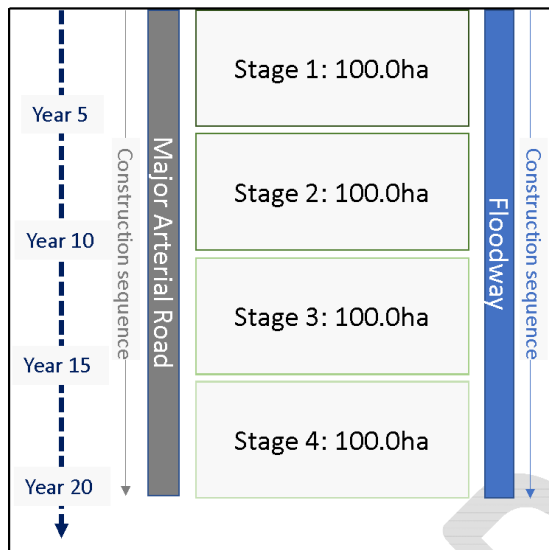 Stage 1: 100.0ha
Year 5
Construction sequence
Major Arterial Road
Stage 2: 100.0ha
Floodway
Construction sequence
Year 10
Stage 3: 100.0ha
Year 15
Stage 4: 100.0ha
Year 20